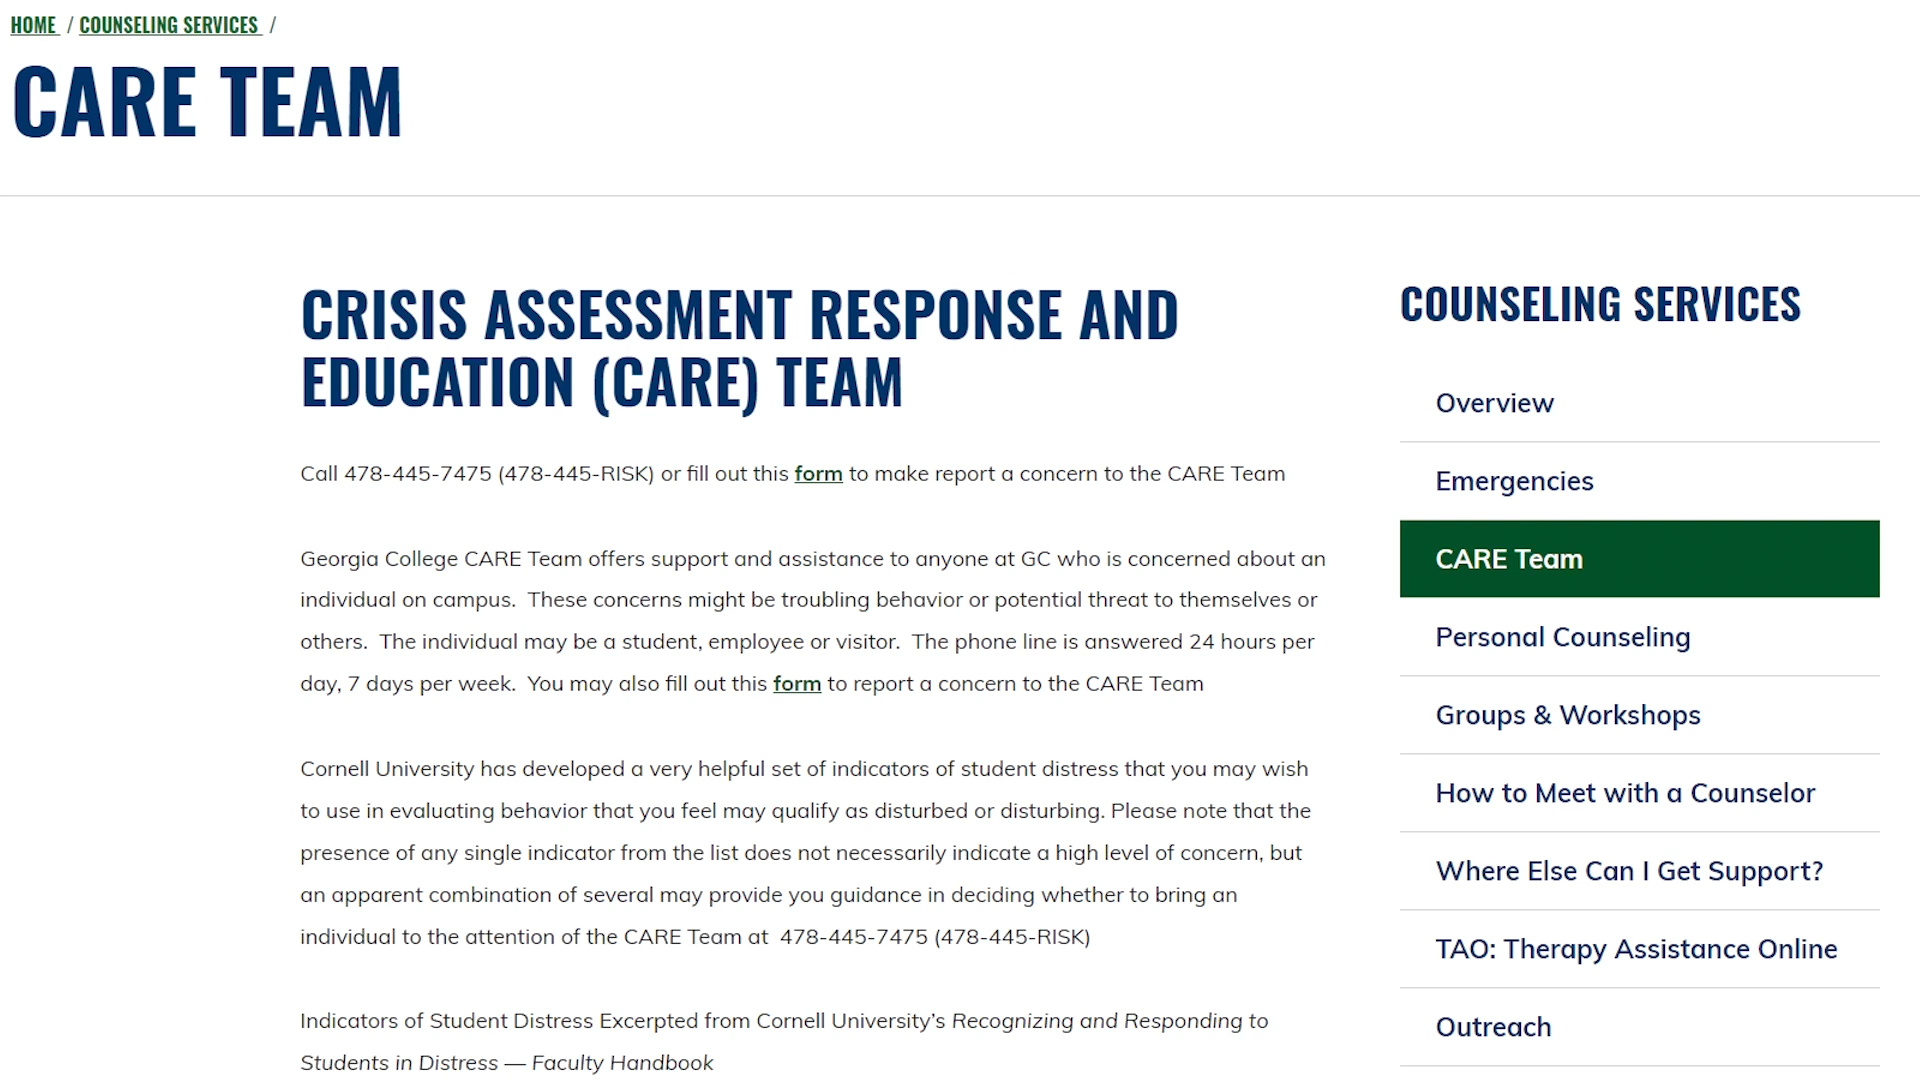 HOME / COUNSELING SERVICES /
CARE TEAM
CRISIS ASSESSMENT RESPONSE AND
EDUCATION (CARE) TEAM
Call 478-445-7475 (478-445-RISK) or fill out this form to make report a concern to the CARE Team
Georgia College CARE Team offers support and assistance to anyone at GC who is concerned about an
individual on campus.  These concerns might be troubling behavior or potential threat to themselves or
others.  The individual may be a student, employee or visitor.  The phone line is answered 24 hours per
day, 7 days per week.  You may also fill out this form to report a concern to the CARE Team
Cornell University has developed a very helpful set of indicators of student distress that you may wish
to use in evaluating behavior that you feel may qualify as disturbed or disturbing. Please note that the
presence of any single indicator from the list does not necessarily indicate a high level of concern, but
an apparent combination of several may provide you guidance in deciding whether to bring an
individual to the attention of the CARE Team at  478-445-7475 (478-445-RISK)
Indicators of Student Distress Excerpted from Cornell University’s Recognizing and Responding to
Students in Distress — Faculty Handbook
COUNSELING SERVICES
Overview
Emergencies
CARE Team
Personal Counseling
Groups & Workshops
How to Meet with a Counselor
Where Else Can I Get Support?
TAO: Therapy Assistance Online
Outreach